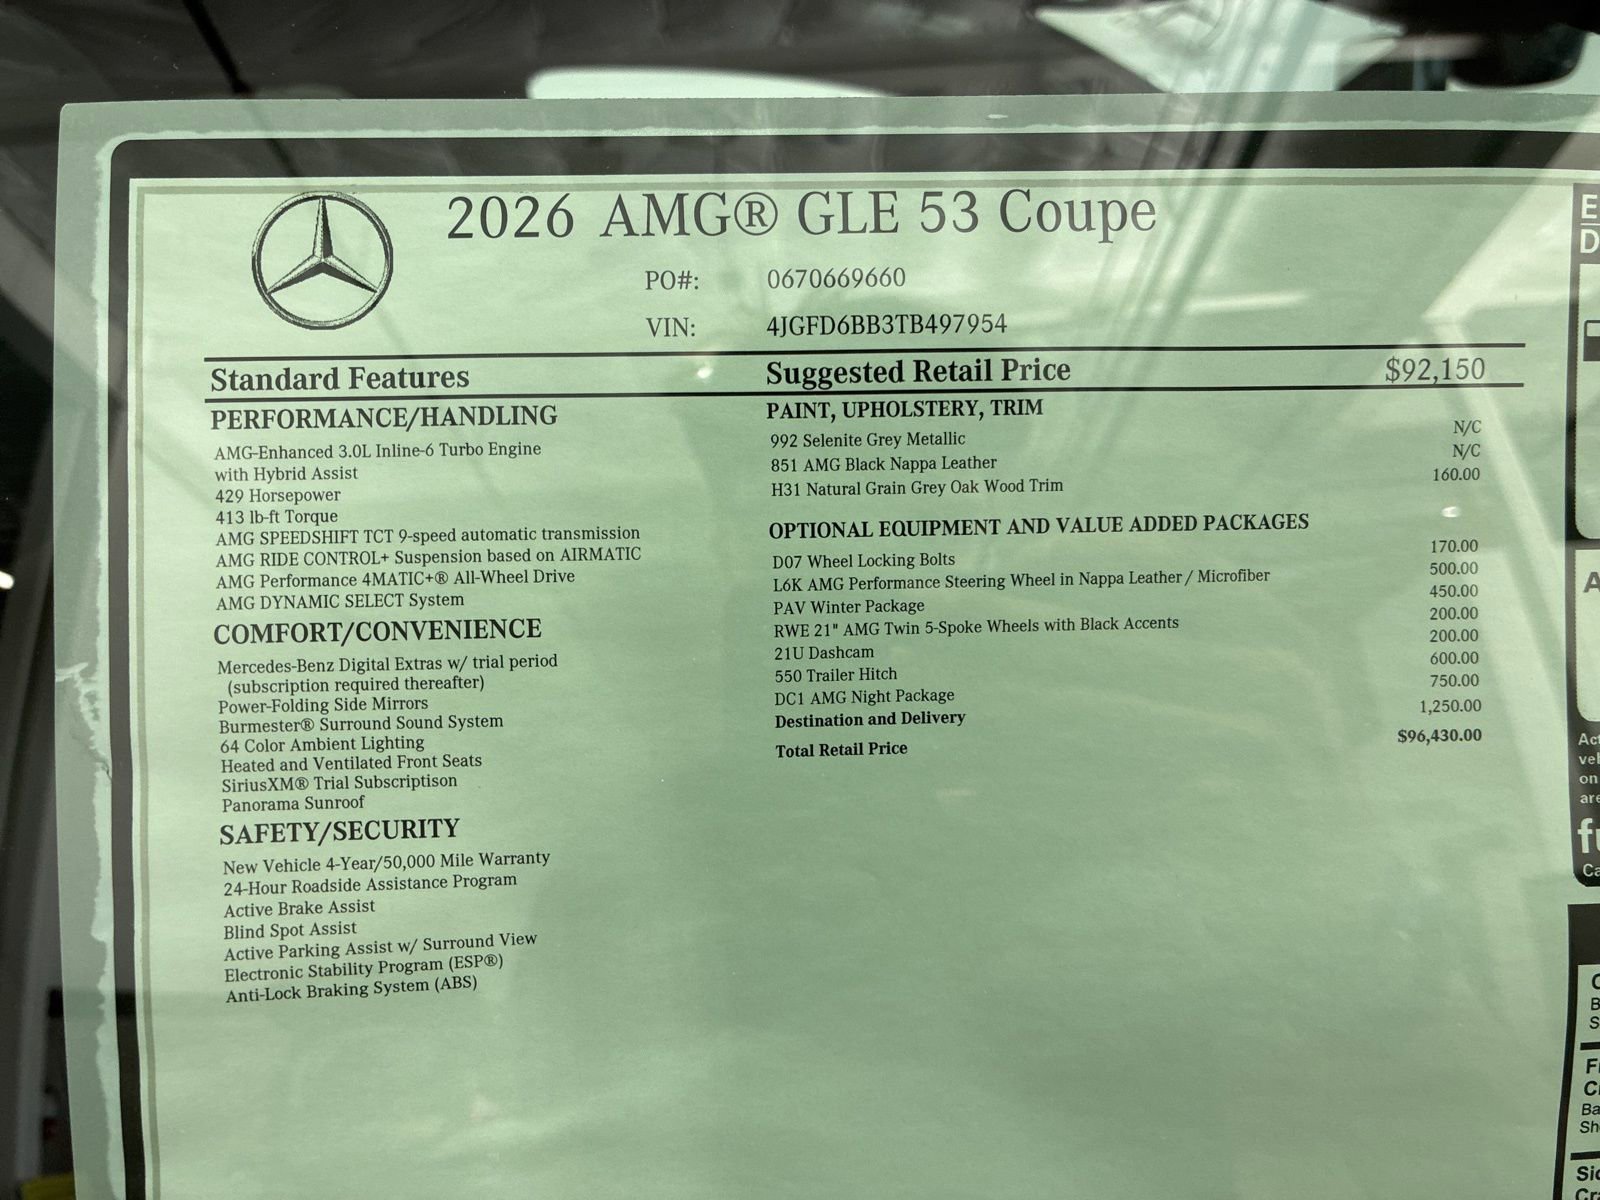 2026 AMG® GLE 53 Coupe
PO#: 0670669660
VIN: 4JGFD6BB3TB497954
Standard Features
PERFORMANCE/HANDLING
AMG-Enhanced 3.0L Inline-6 Turbo Engine
with Hybrid Assist
429 Horsepower
413 lb-ft Torque
AMG SPEEDSHIFT TCT 9-speed automatic transmission
AMG RIDE CONTROL+ Suspension based on AIRMATIC
AMG Performance 4MATIC+® All-Wheel Drive
AMG DYNAMIC SELECT System
COMFORT/CONVENIENCE
Mercedes-Benz Digital Extras w/ trial period
(subscription required thereafter)
Power-Folding Side Mirrors
Burmester® Surround Sound System
64 Color Ambient Lighting
Heated and Ventilated Front Seats
SiriusXM® Trial Subscriptison
Panorama Sunroof
SAFETY/SECURITY
New Vehicle 4-Year/50,000 Mile Warranty
24-Hour Roadside Assistance Program
Active Brake Assist
Blind Spot Assist
Active Parking Assist w/ Surround View
Electronic Stability Program (ESP®)
Anti-Lock Braking System (ABS)
Suggested Retail Price $92,150
PAINT, UPHOLSTERY, TRIM
992 Selenite Grey Metallic N/C
851 AMG Black Nappa Leather N/C
H31 Natural Grain Grey Oak Wood Trim 160.00
OPTIONAL EQUIPMENT AND VALUE ADDED PACKAGES
D07 Wheel Locking Bolts 170.00
L6K AMG Performance Steering Wheel in Nappa Leather / Microfiber 500.00
PAV Winter Package 450.00
RWE 21" AMG Twin 5-Spoke Wheels with Black Accents 200.00
21U Dashcam 200.00
550 Trailer Hitch 600.00
DC1 AMG Night Package 750.00
Destination and Delivery 1,250.00
Total Retail Price $96,430.00